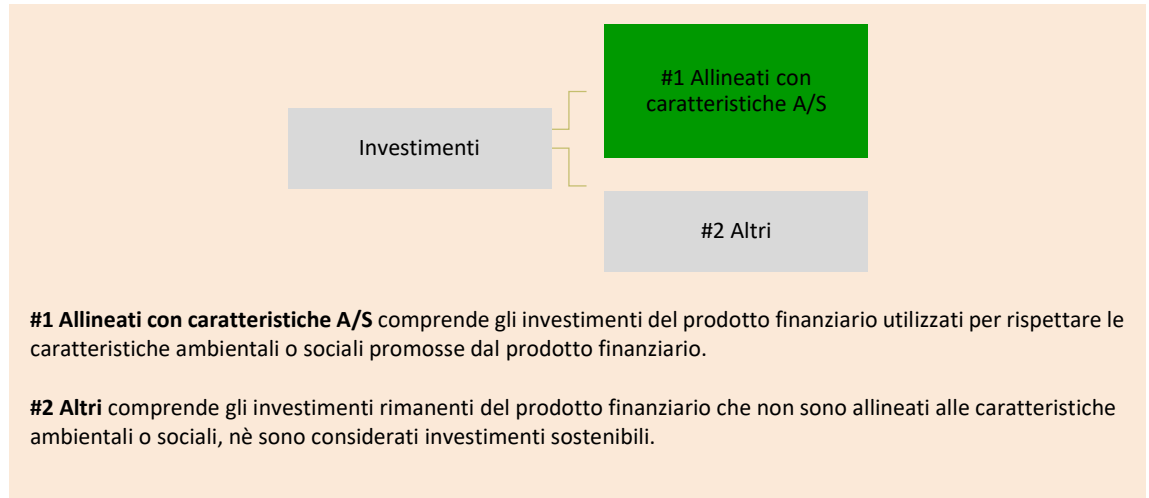 #1 Allineati con
caratteristiche A/S
Investimenti
#2 Altri
#1 Allineati con caratteristiche A/S comprende gli investimenti del prodotto finanziario utilizzati per rispettare le
caratteristiche ambientali o sociali promosse dal prodotto finanziario.
#2 Altri comprende gli investimenti rimanenti del prodotto finanziario che non sono allineati alle caratteristiche
ambientali o sociali, nè sono considerati investimenti sostenibili.